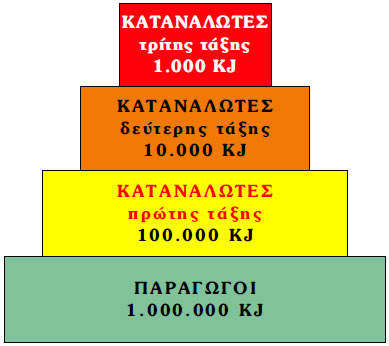 ΚΑΤΑΝΑΛΩΤΕΣ
τρίτης τάξης
1.000 KJ
ΚΑΤΑΝΑΛΩΤΕΣ
δεύτερης τάξης
10.000 KJ
ΚΑΤΑΝΑΛΩΤΕΣ
πρώτης τάξης
100.000 KJ
ΠΑΡΑΓΩΓΟΙ
1.000.000 KJ